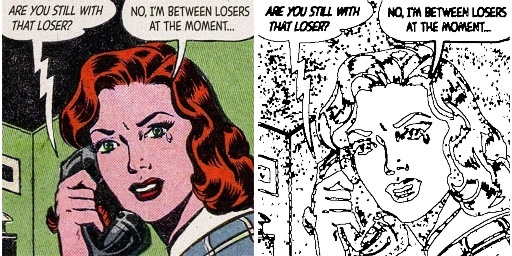 ARE YOU STILL WITH
THAT LOSER?
NO, I'M BETWEEN LOSERS
AT THE MOMENT...
ARE YOU STILL WITH
THAT LOSER?
NO, I'M BETWEEN LOSERS
AT THE MOMENT...